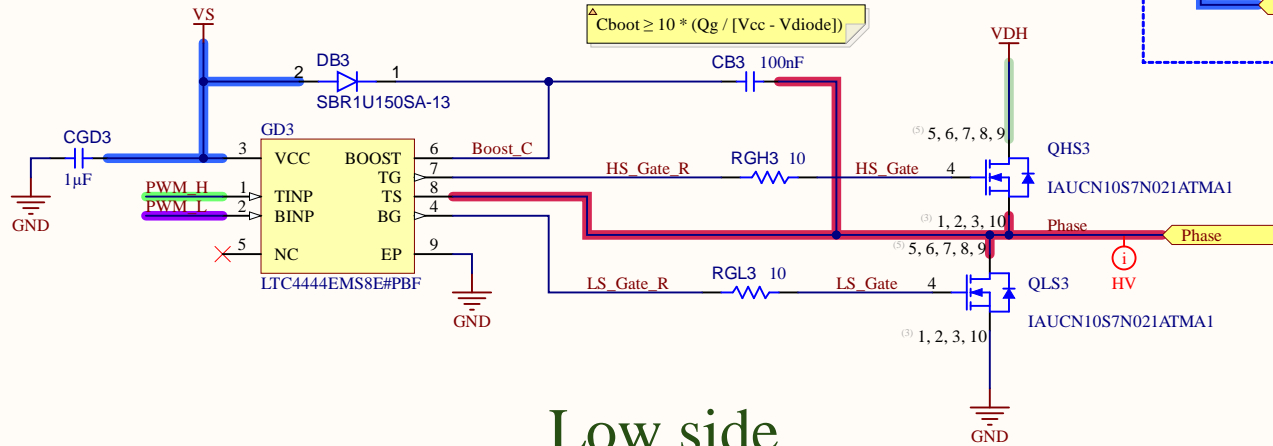 VS
Cboot ≥ 10 * (Qg / [Vcc - Vdiode])
VDH
DB3
2
1
SBR1U150SA-13
CB3 100nF
CGD3
1µF
GND
GD3
3 VCC
BOOST 6
Boost_C
TG 7
HS_Gate_R
RGH3 10
HS_Gate
4
(5) 5, 6, 7, 8, 9
QHS3
IAUCN10S7N021ATMA1
PWM_H
1 TINP
TS 8
PWM_L
2 BINP
BG 4
(3) 1, 2, 3, 10
Phase
Phase
5 NC
EP 9
(5) 5, 6, 7, 8, 9
LTC4444EMS8E#PBF
GND
LS_Gate_R
RGL3 10
LS_Gate
4
QLS3
IAUCN10S7N021ATMA1
i
HV
(3) 1, 2, 3, 10
GND
Low side